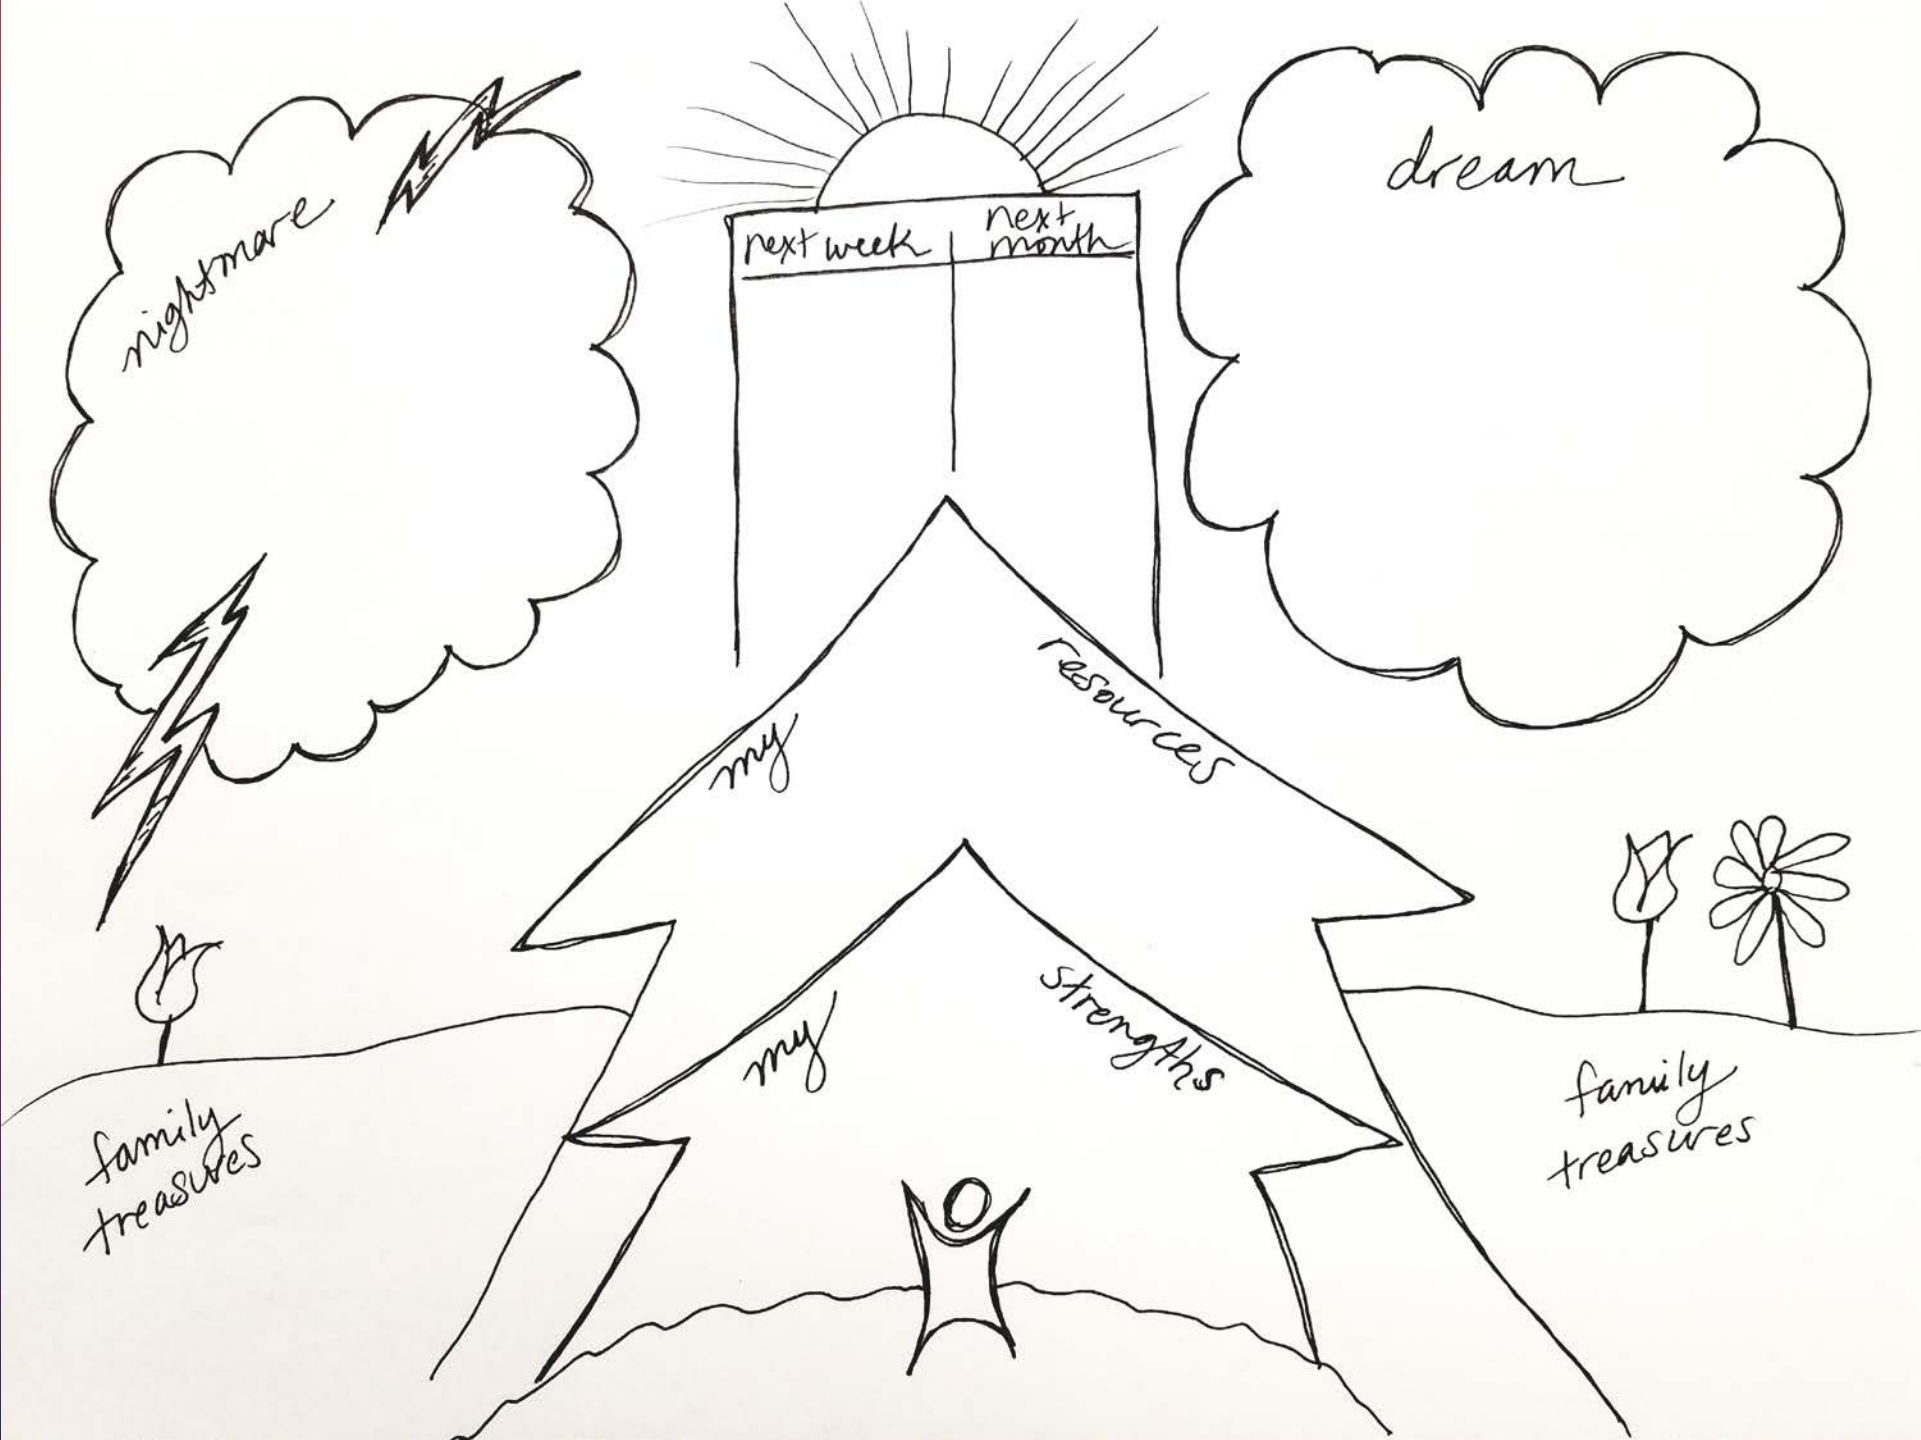 nightmare
next week
next
month
dream
my
resources
my
strengths
family
treasures
family
treasures